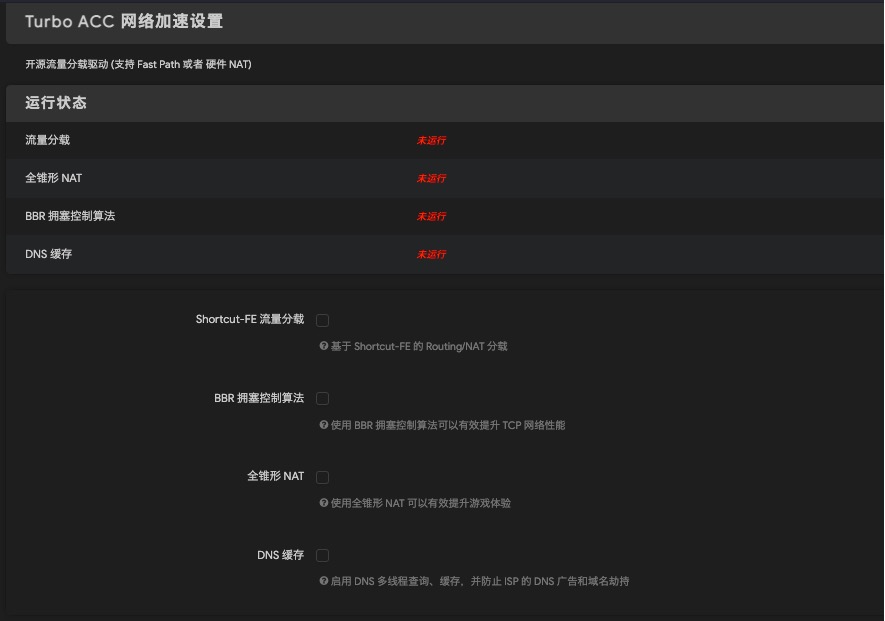 Turbo ACC 网络加速设置
开源流量分载驱动 (支持 Fast Path 或者 硬件 NAT)
运行状态
流量分载 未运行
全锥形 NAT 未运行
BBR 拥塞控制算法 未运行
DNS 缓存 未运行
Shortcut-FE 流量分载
基于 Shortcut-FE 的 Routing/NAT 分载
BBR 拥塞控制算法
使用 BBR 拥塞控制算法可以有效提升 TCP 网络性能
全锥形 NAT
使用全锥形 NAT 可以有效提升游戏体验
DNS 缓存
启用 DNS 多线程查询、缓存，并防止 ISP 的 DNS 广告和域名劫持